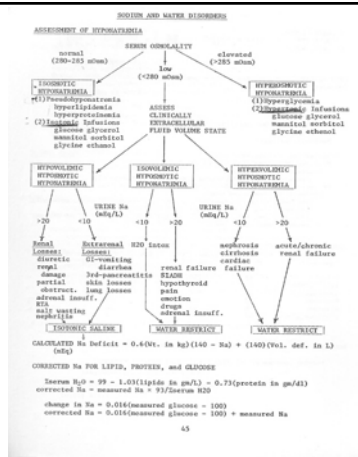 SODIUM AND WATER DISORDERS
ASSESSMENT OF HYPONATREMIA
SERUM OSMOLALITY
normal
(280-285 mOsm)
low
(<280 mOsm)
elevated
(>285 mOsm)
ISOSMOTIC
HYPONATREMIA
(1)Pseudohyponatremia
hyperlipidemia
hyperproteinemia
(2)Isotonic Infusions
glucose glycerol
mannitol sorbitol
glycine ethanol
ASSESS
CLINICALLY
EXTRACELLULAR
FLUID VOLUME STATE
HYPEROSMOTIC
HYPONATREMIA
(1)Hyperglycemia
(2)Hypertonic Infusions
glucose glycerol
mannitol sorbitol
glycine ethanol
HYPOVOLEMIC
HYPOSMOTIC
HYPONATREMIA
ISOVOLEMIC
HYPOSMOTIC
HYPONATREMIA
HYPERVOLEMIC
HYPOSMOTIC
HYPONATREMIA
URINE Na
(mEq/L)
URINE Na
(mEq/L)
>20
<10
<10
>20
<10
>20
Renal
Losses:
diuretic
renal
damage
partial
obstruct.
adrenal insuff.
RTA
salt wasting
nephritis
Extrarenal
Losses:
GI-vomiting
diarrhea
3rd-pancreatitis
skin losses
lung losses
H2O intox
renal failure
SIADH
hypothyroid
pain
emotion
drugs
adrenal insuff.
nephrosis
cirrhosis
cardiac
failure
acute/chronic
renal failure
ISOTONIC SALINE
WATER RESTRICT
WATER RESTRICT
CALCULATED Na Deficit = 0.6(Wt. in kg)(140 - Na) + (140)(Vol. def. in L)
(mEq)
CORRECTED Na FOR LIPID, PROTEIN, and GLUCOSE
%serum H2O = 99 - 1.03(lipids in gm/L) - 0.73(protein in gm/dl)
corrected Na = measured Na × 93/%serum H2O
change in Na = 0.016(measured glucose - 100)
corrected Na = 0.016(measured glucose - 100) + measured Na
45